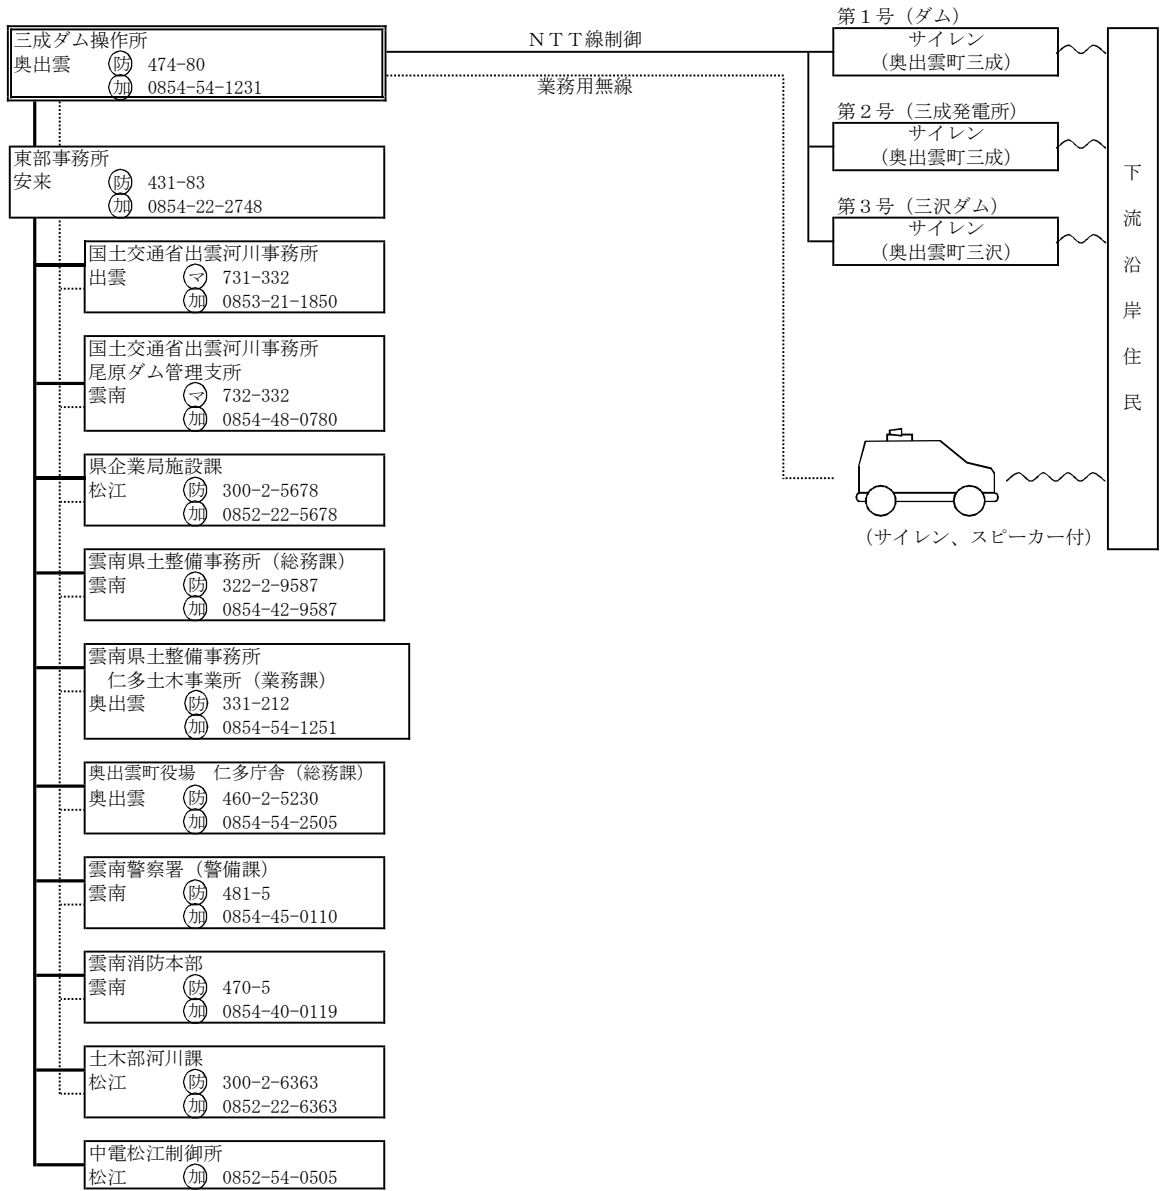 三成ダム操作所
奥出雲 防 474-80
加 0854-54-1231
東部事務所
安来 防 431-83
加 0854-22-2748
国土交通省出雲河川事務所
出雲 マ 731-332
加 0853-21-1850
国土交通省出雲河川事務所
尾原ダム管理支所
雲南 マ 732-332
加 0854-48-0780
県企業局施設課
松江 防 300-2-5678
加 0852-22-5678
雲南県土整備事務所（総務課）
雲南 防 322-2-9587
加 0854-42-9587
雲南県土整備事務所
仁多土木事業所（業務課）
奥出雲 防 331-212
加 0854-54-1251
奥出雲町役場 仁多庁舎（総務課）
奥出雲 防 460-2-5230
加 0854-54-2505
雲南警察署（警備課）
雲南 防 481-5
加 0854-45-0110
雲南消防本部
雲南 防 470-5
加 0854-40-0119
土木部河川課
松江 防 300-2-6363
加 0852-22-6363
中電松江制御所
松江 加 0852-54-0505
ＮＴＴ線制御
業務用無線
第１号（ダム）
サイレン
（奥出雲町三成）
第２号（三成発電所）
サイレン
（奥出雲町三成）
第３号（三沢ダム）
サイレン
（奥出雲町三沢）
（サイレン、スピーカー付）
下流沿岸住民